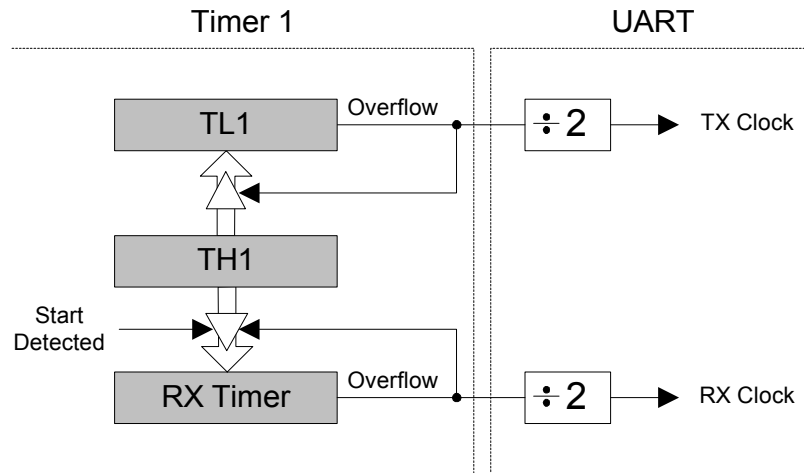 Timer 1
UART
TL1
Overflow
÷ 2
TX Clock
TH1
Start
Detected
RX Timer
Overflow
÷ 2
RX Clock